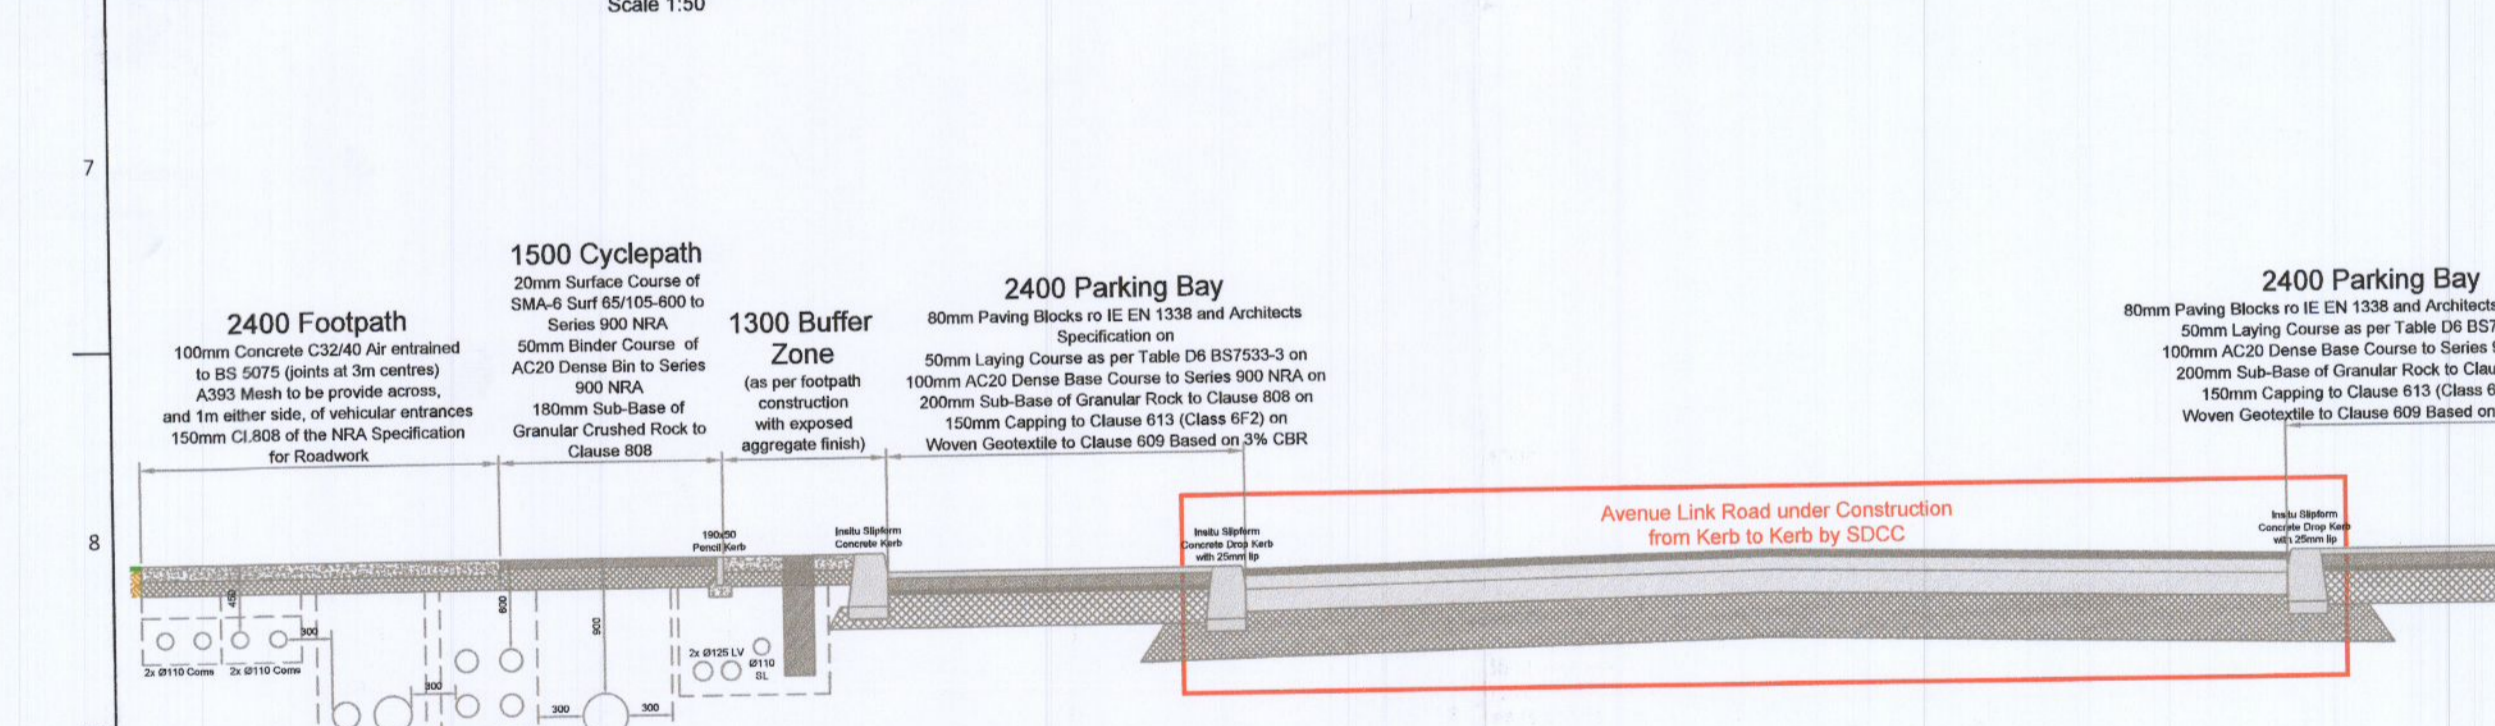 Scale 1:50
7
8
2400 Footpath
100mm Concrete C32/40 Air entrained
to BS 5075 (joints at 3m centres)
A393 Mesh to be provide across,
and 1m either side, of vehicular entrances
150mm Cl.808 of the NRA Specification
for Roadwork
1500 Cyclepath
20mm Surface Course of
SMA-6 Surf 65/105-600 to
Series 900 NRA
50mm Binder Course of
AC20 Dense Bin to Series
900 NRA
180mm Sub-Base of
Granular Crushed Rock to
Clause 808
1300 Buffer
Zone
(as per footpath
construction
with exposed
aggregate finish)
2400 Parking Bay
80mm Paving Blocks ro IE EN 1338 and Architects
Specification on
50mm Laying Course as per Table D6 BS7533-3 on
100mm AC20 Dense Base Course to Series 900 NRA on
200mm Sub-Base of Granular Rock to Clause 808 on
150mm Capping to Clause 613 (Class 6F2) on
Woven Geotextile to Clause 609 Based on 3% CBR
2400 Parking Bay
80mm Paving Blocks ro IE EN 1338 and Architects
50mm Laying Course as per Table D6 BS7
100mm AC20 Dense Base Course to Series
200mm Sub-Base of Granular Rock to Clau
150mm Capping to Clause 613 (Class 6
Woven Geotextile to Clause 609 Based on
Avenue Link Road under Construction
from Kerb to Kerb by SDCC
190x50
Pencil Kerb
Insitu Slipform
Concrete Kerb
Insitu Slipform
Concrete Drop Kerb
with 25mm lip
Insitu Slipform
Concrete Drop Kerb
with 25mm lip
450
600
900
300
2x Ø110 Coms
2x Ø110 Coms
2x Ø125 LV
Ø110
SL
300
300
300